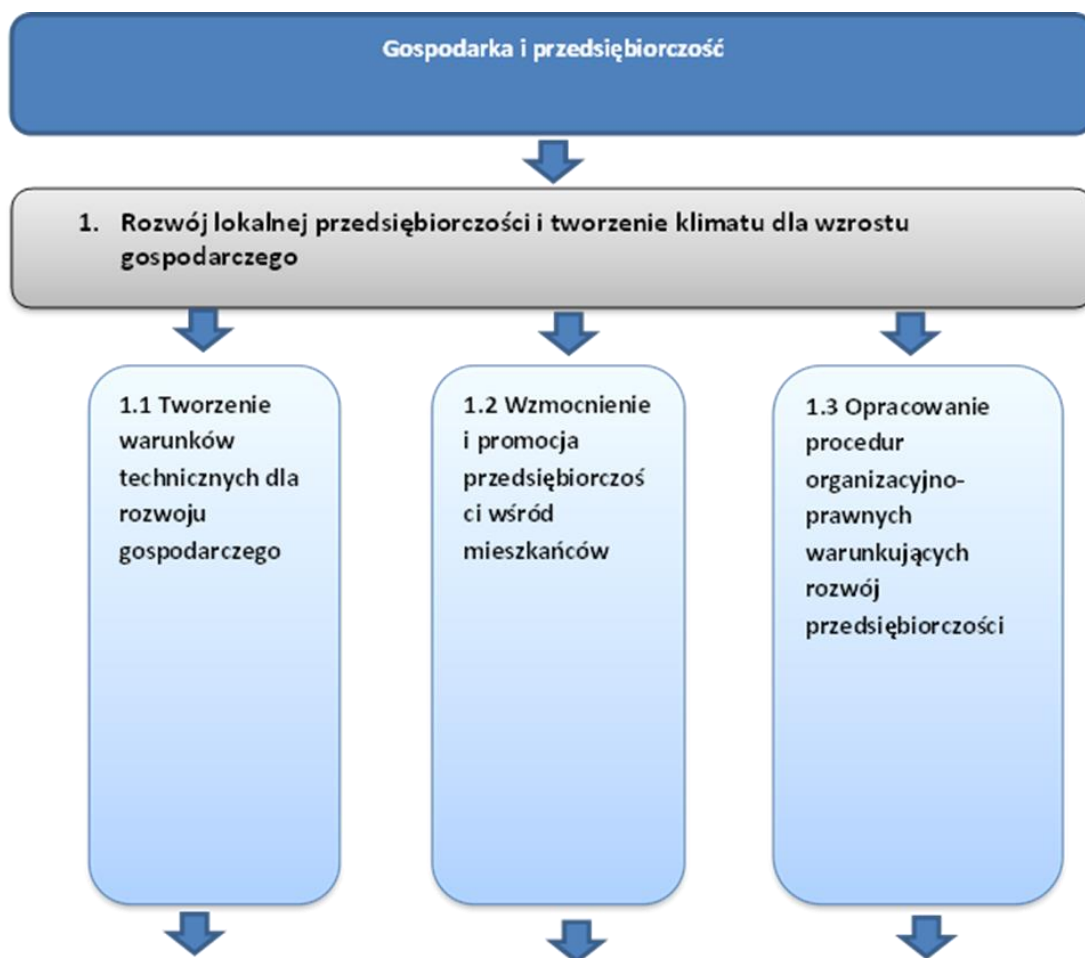 Gospodarka i przedsiębiorczość
1. Rozwój lokalnej przedsiębiorczości i tworzenie klimatu dla wzrostu
gospodarczego
1.1 Tworzenie
warunków
technicznych dla
rozwoju
gospodarczego
1.2 Wzmocnienie
i promocja
przedsiębiorczoś
ci wśród
mieszkańców
1.3 Opracowanie
procedur
organizacyjno-
prawnych
warunkujących
rozwój
przedsiębiorczości